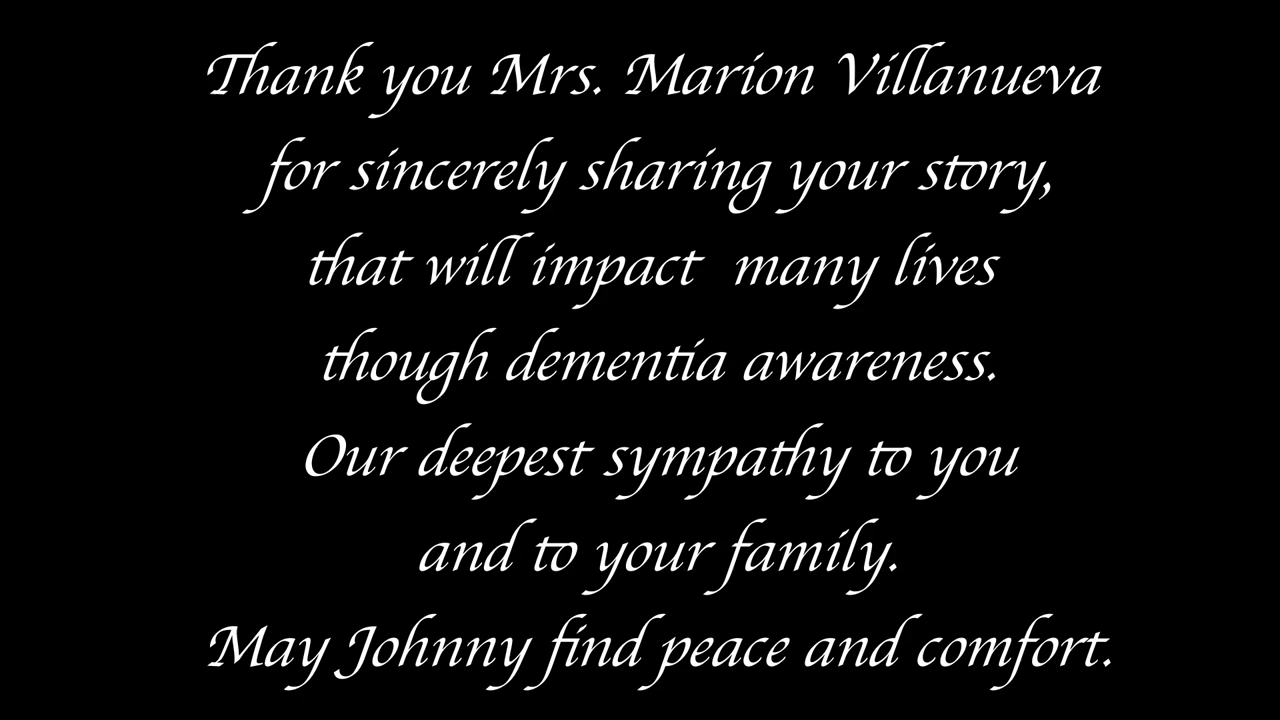 Thank you Mrs. Marion Villanueva
for sincerely sharing your story,
that will impact  many lives
though dementia awareness.
Our deepest sympathy to you
and to your family.
May Johnny find peace and comfort.